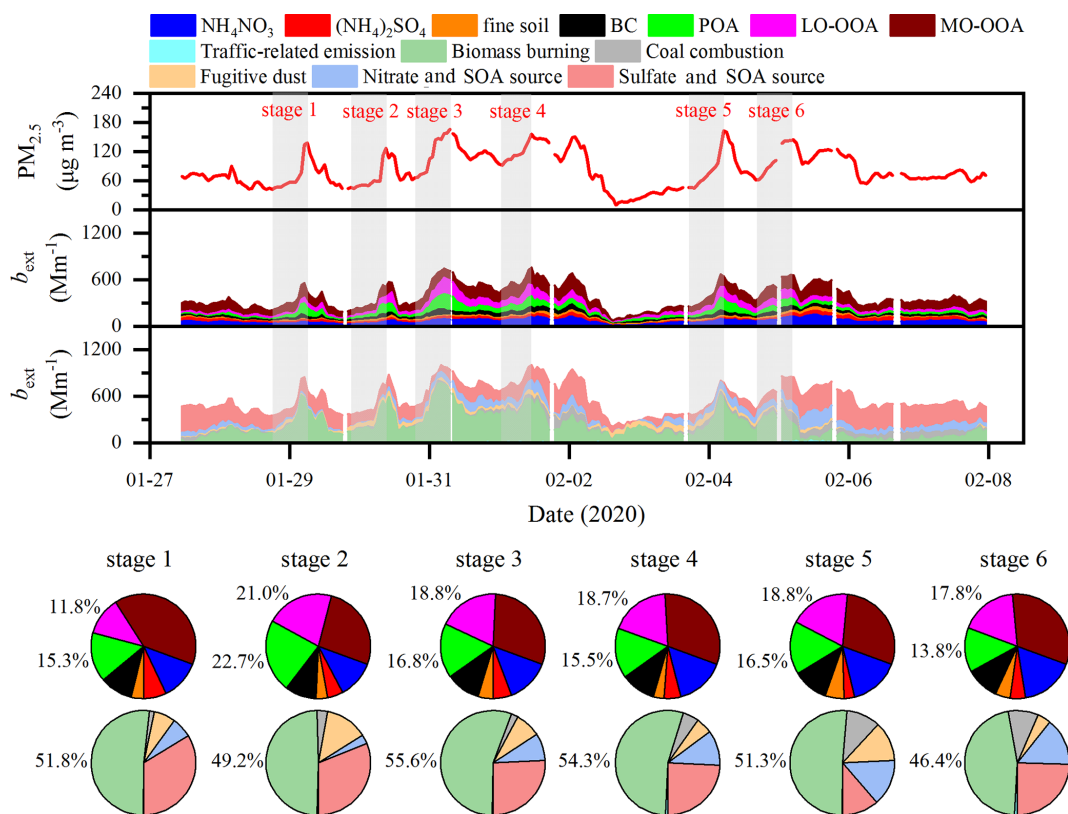 NH₄NO₃ (NH₄)₂SO₄ fine soil BC POA LO-OOA MO-OOA
Traffic-related emission Biomass burning Coal combustion
Fugitive dust Nitrate and SOA source Sulfate and SOA source
240
180
120
60
0
PM₂.₅
(μg m⁻³)
stage 1 stage 2 stage 3 stage 4 stage 5 stage 6
1200
600
0
bext
(Mm⁻¹)
1200
600
0
bext
(Mm⁻¹)
01-27 01-29 01-31 02-02 02-04 02-06 02-08
Date (2020)
stage 1 stage 2 stage 3 stage 4 stage 5 stage 6
11.8% 21.0% 18.8% 18.7% 18.8% 17.8%
15.3% 22.7% 16.8% 15.5% 16.5% 13.8%
51.8% 49.2% 55.6% 54.3% 51.3% 46.4%